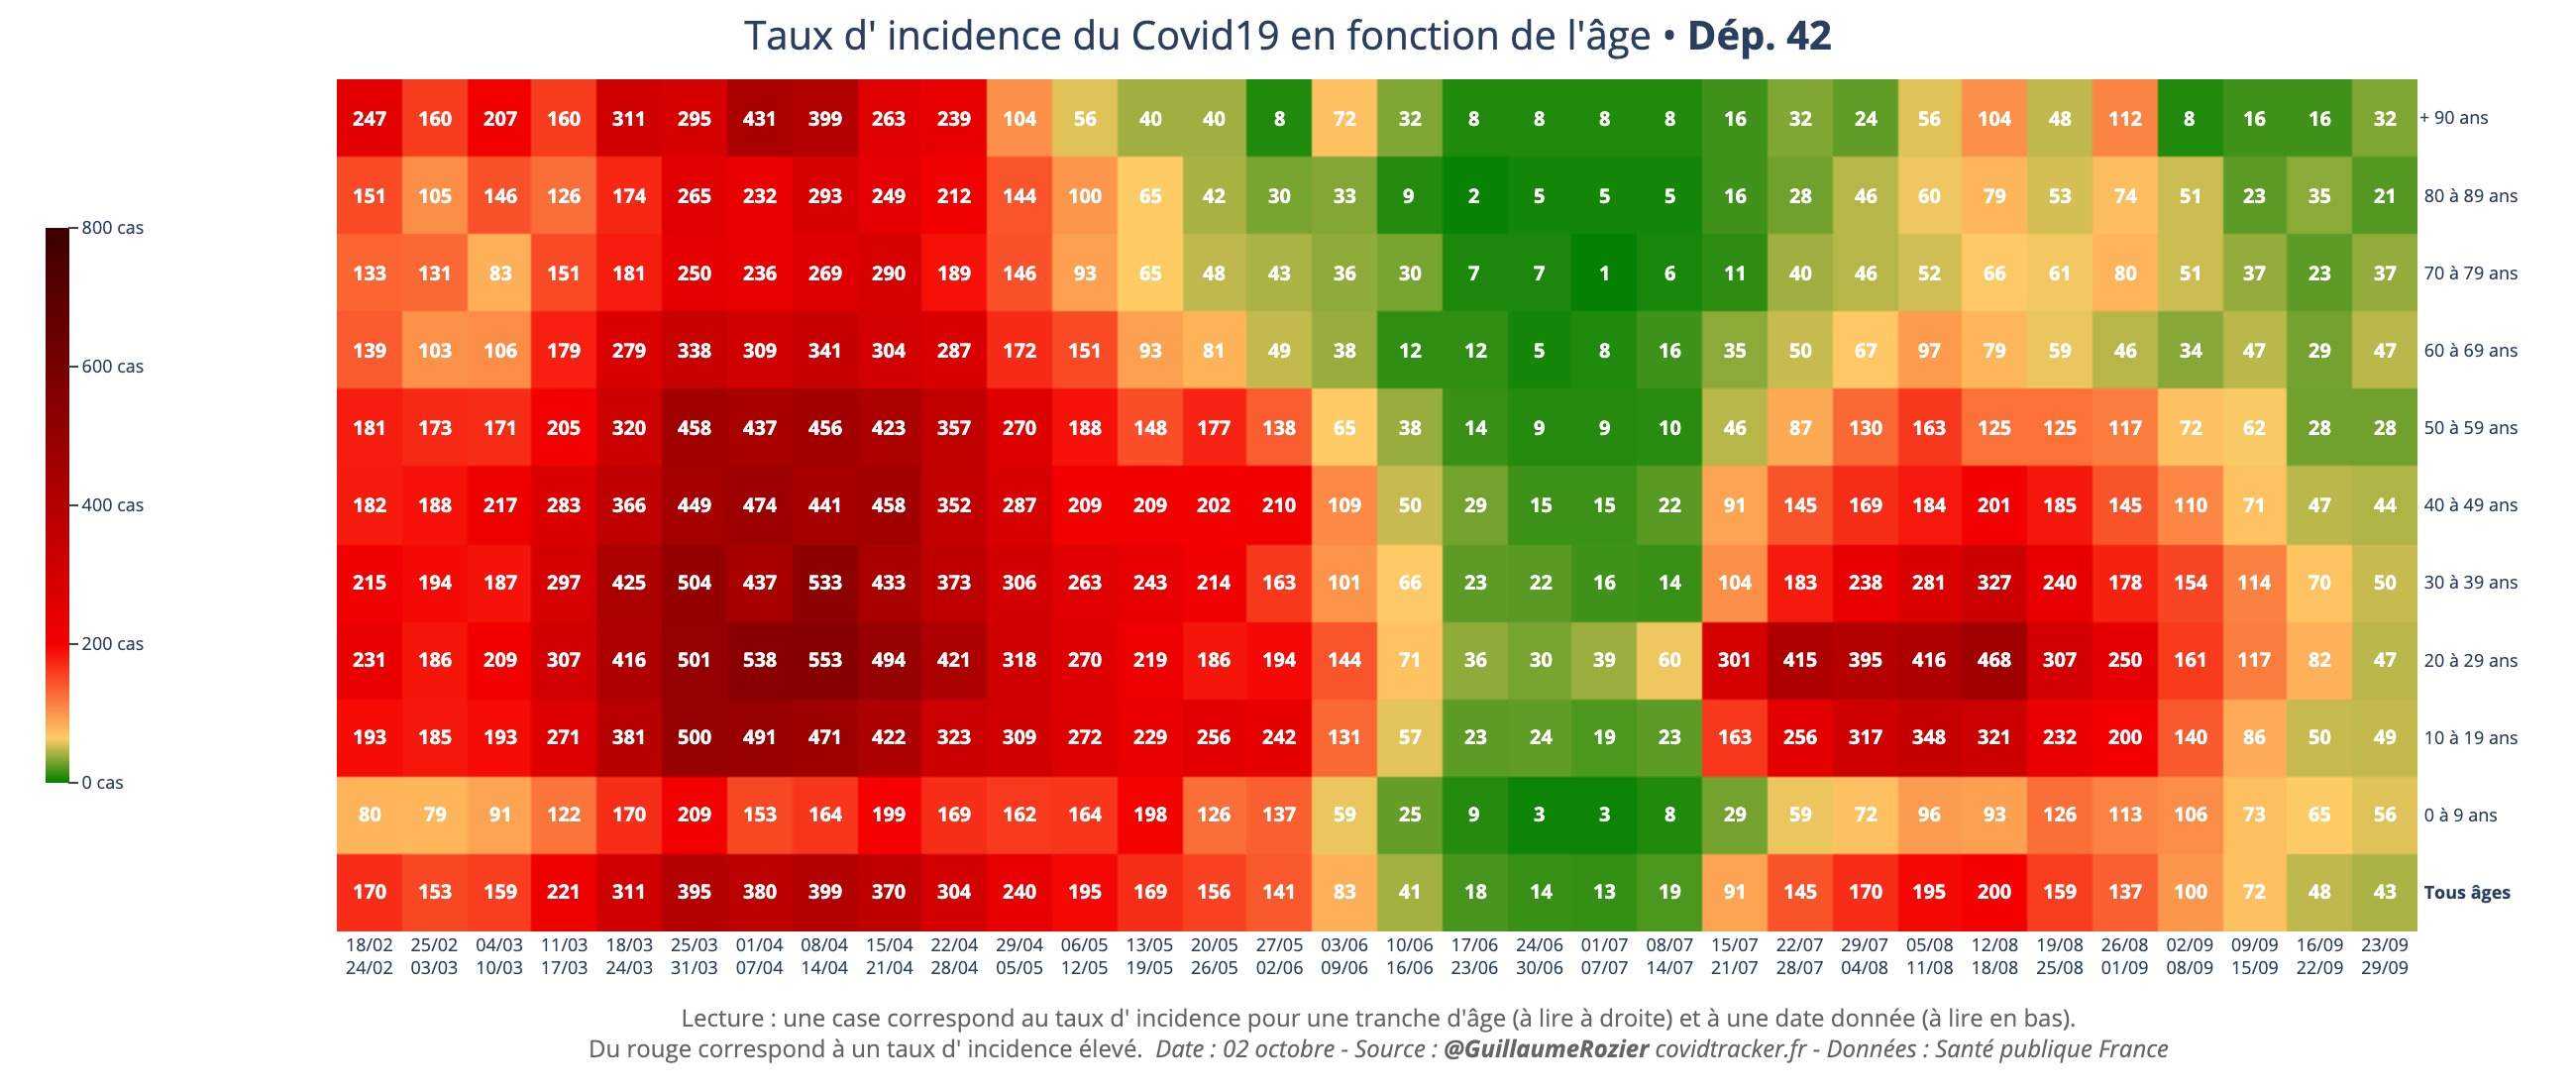 Taux d' incidence du Covid19 en fonction de l'âge • Dép. 42
800 cas
600 cas
400 cas
200 cas
0 cas
247 160 207 160 311 295 431 399 263 239 104 56 40 40 8 72 32 8 8 8 8 16 32 24 56 104 48 112 8 16 16 32 + 90 ans
151 105 146 126 174 265 232 293 249 212 144 100 65 42 30 33 9 2 5 5 5 16 28 46 60 79 53 74 51 23 35 21 80 à 89 ans
133 131 83 151 181 250 236 269 290 189 146 93 65 48 43 36 30 7 7 1 6 11 40 46 52 66 61 80 51 37 23 37 70 à 79 ans
139 103 106 179 279 338 309 341 304 287 172 151 93 81 49 38 12 12 5 8 16 35 50 67 97 79 59 46 34 47 29 47 60 à 69 ans
181 173 171 205 320 458 437 456 423 357 270 188 148 177 138 65 38 14 9 9 10 46 87 130 163 125 125 117 72 62 28 28 50 à 59 ans
182 188 217 283 366 449 474 441 458 352 287 209 209 202 210 109 50 29 15 15 22 91 145 169 184 201 185 145 110 71 47 44 40 à 49 ans
215 194 187 297 425 504 437 533 433 373 306 263 243 214 163 101 66 23 22 16 14 104 183 238 281 327 240 178 154 114 70 50 30 à 39 ans
231 186 209 307 416 501 538 553 494 421 318 270 219 186 194 144 71 36 30 39 60 301 415 395 416 468 307 250 161 117 82 47 20 à 29 ans
193 185 193 271 381 500 491 471 422 323 309 272 229 256 242 131 57 23 24 19 23 163 256 317 348 321 232 200 140 86 50 49 10 à 19 ans
80 79 91 122 170 209 153 164 199 169 162 164 198 126 137 59 25 9 3 3 8 29 59 72 96 93 126 113 106 73 65 56 0 à 9 ans
170 153 159 221 311 395 380 399 370 304 240 195 169 156 141 83 41 18 14 13 19 91 145 170 195 200 159 137 100 72 48 43 Tous âges
18/02 25/02 04/03 11/03 18/03 25/03 01/04 08/04 15/04 22/04 29/04 06/05 13/05 20/05 27/05 03/06 10/06 17/06 24/06 01/07 08/07 15/07 22/07 29/07 05/08 12/08 19/08 26/08 02/09 09/09 16/09 23/09
24/02 03/03 10/03 17/03 24/03 31/03 07/04 14/04 21/04 28/04 05/05 12/05 19/05 26/05 02/06 09/06 16/06 23/06 30/06 07/07 14/07 21/07 28/07 04/08 11/08 18/08 25/08 01/09 08/09 15/09 22/09 29/09
Lecture : une case correspond au taux d' incidence pour une tranche d'âge (à lire à droite) et à une date donnée (à lire en bas).
Du rouge correspond à un taux d' incidence élevé. Date : 02 octobre - Source : @GuillaumeRozier covidtracker.fr - Données : Santé publique France